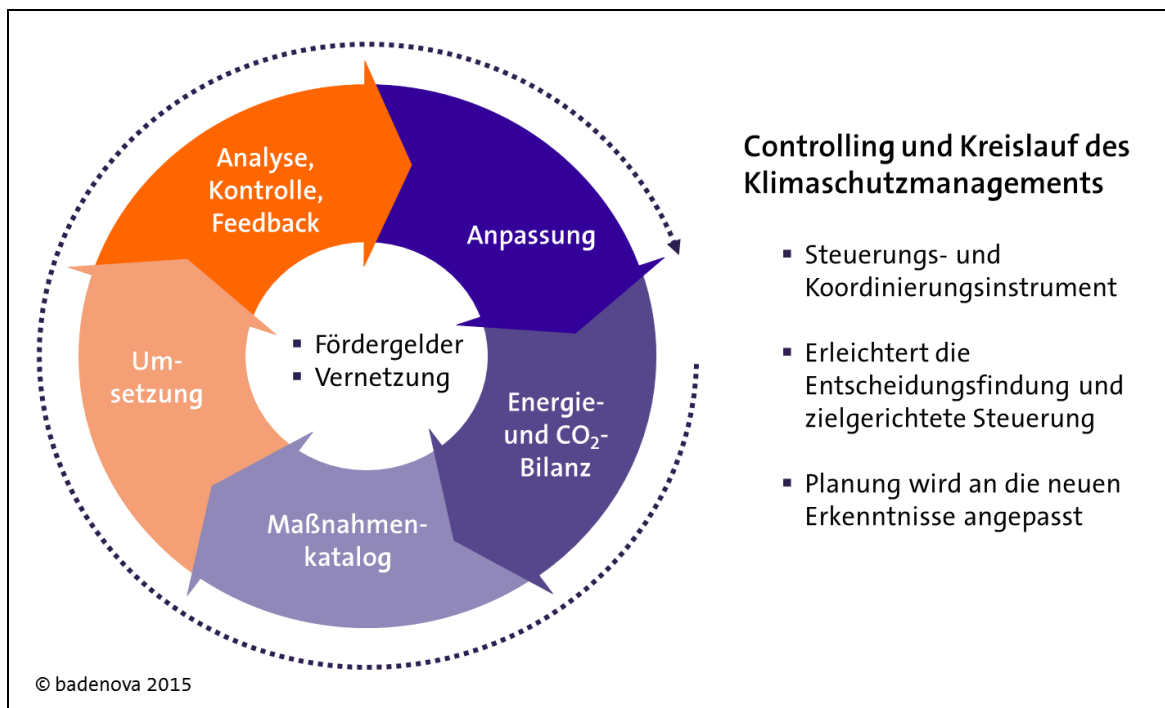 Analyse,
Kontrolle,
Feedback
Anpassung
Energie-
und CO₂-
Bilanz
Maßnahmen-
katalog
Um-
setzung
▪ Fördergelder
▪ Vernetzung
Controlling und Kreislauf des
Klimaschutzmanagements
▪ Steuerungs- und
Koordinierungsinstrument
▪ Erleichtert die
Entscheidungsfindung und
zielgerichtete Steuerung
▪ Planung wird an die neuen
Erkenntnisse angepasst
© badenova 2015